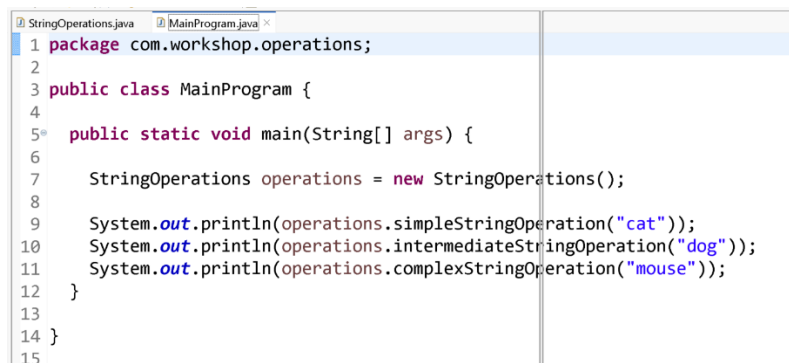 StringOperations.java MainProgram.java
1 package com.workshop.operations;
2
3 public class MainProgram {
4
5 public static void main(String[] args) {
6
7 StringOperations operations = new StringOperations();
8
9 System.out.println(operations.simpleStringOperation("cat"));
10 System.out.println(operations.intermediateStringOperation("dog"));
11 System.out.println(operations.complexStringOperation("mouse"));
12 }
13
14 }
15